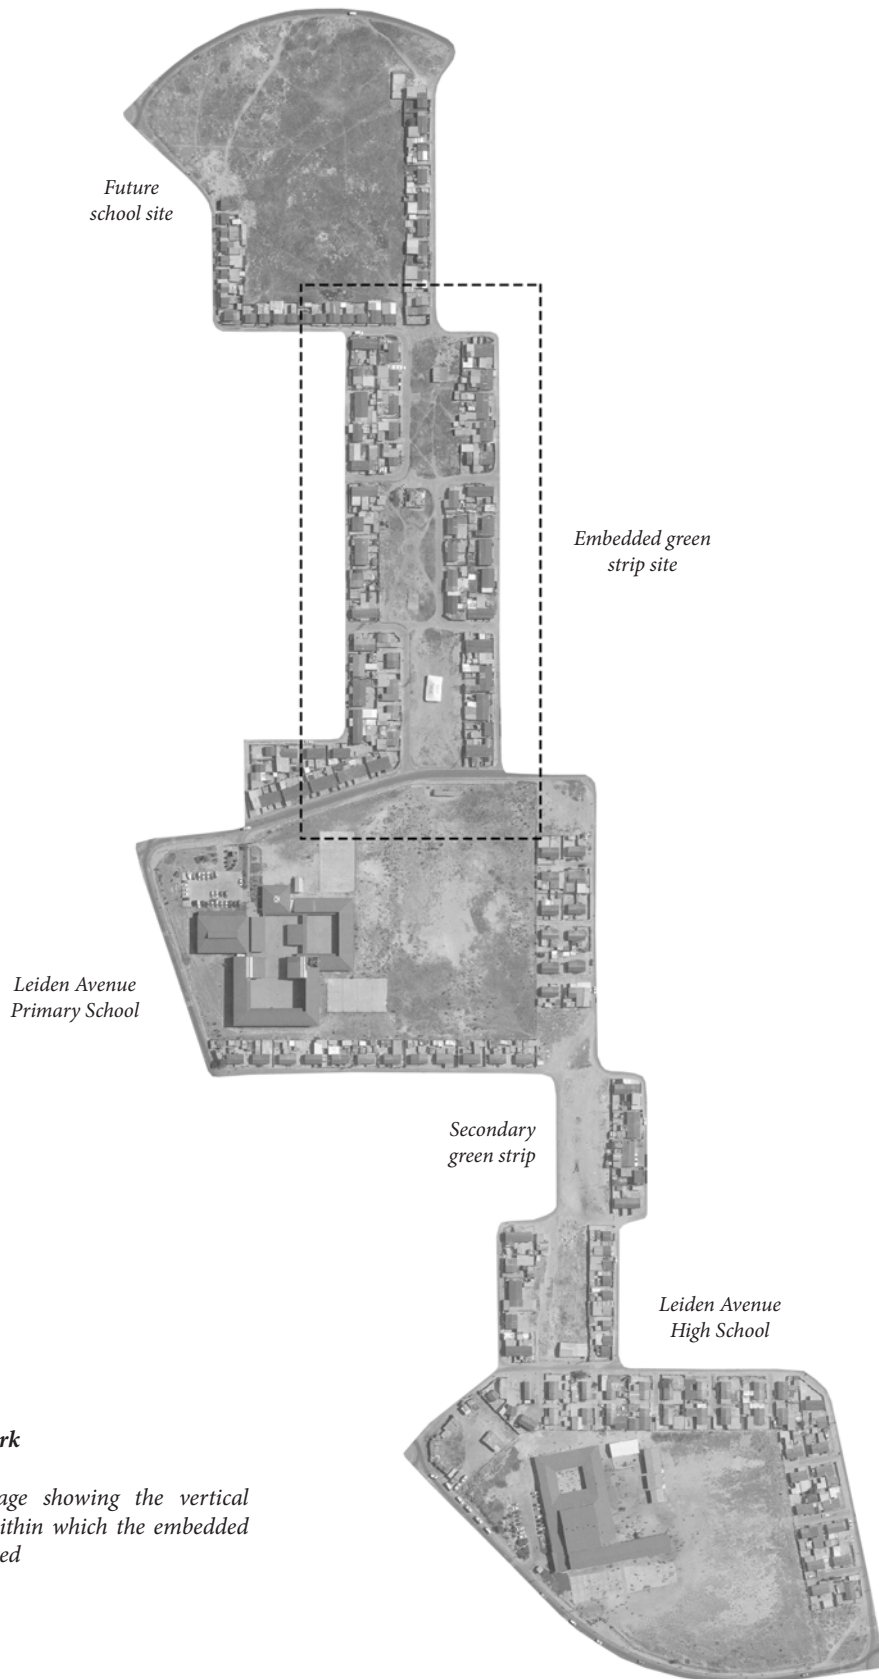 Future
school site
Embedded green
strip site
Leiden Avenue
Primary School
Secondary
green strip
Leiden Avenue
High School
rk
age showing the vertical
ithin which the embedded
ed